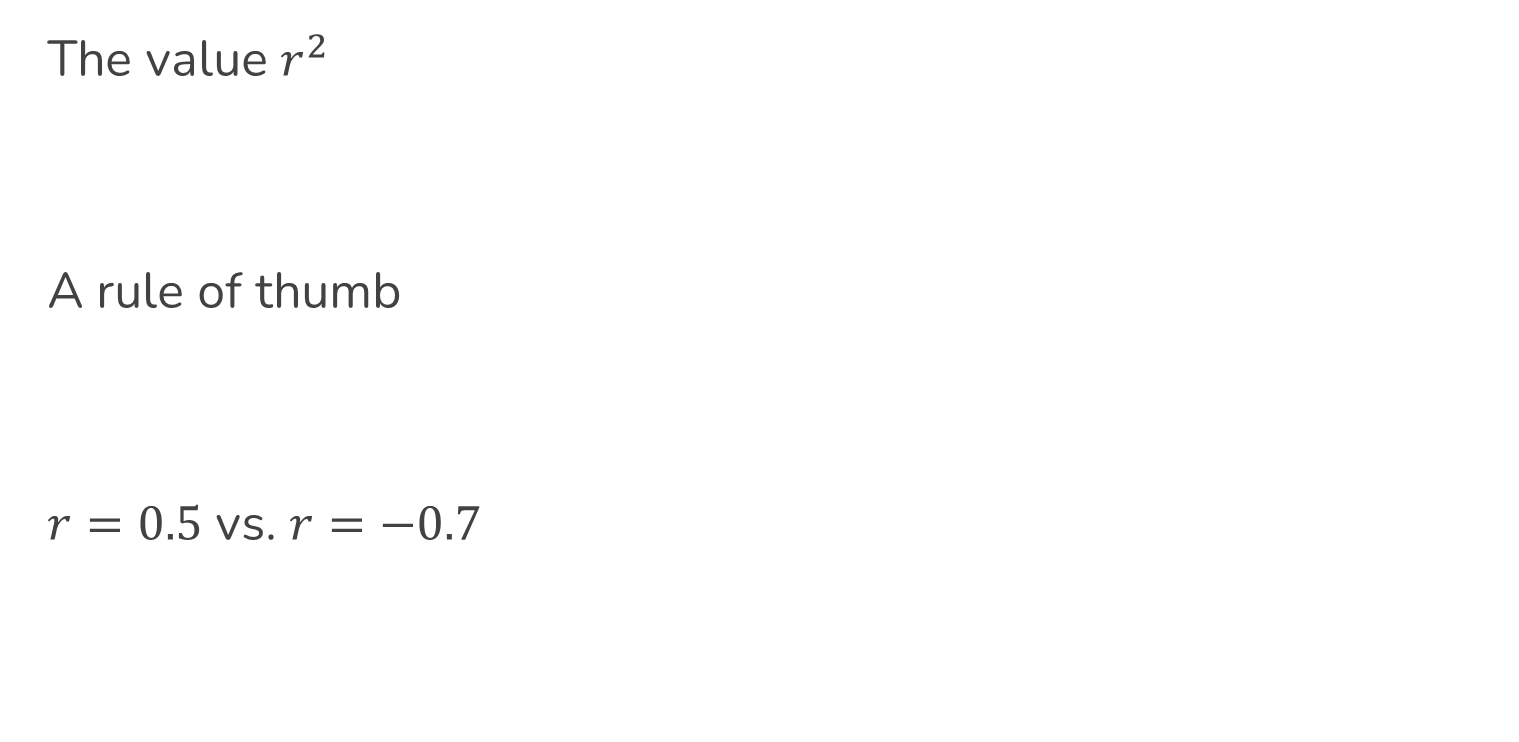 The value r²
A rule of thumb
r = 0.5 vs. r = −0.7